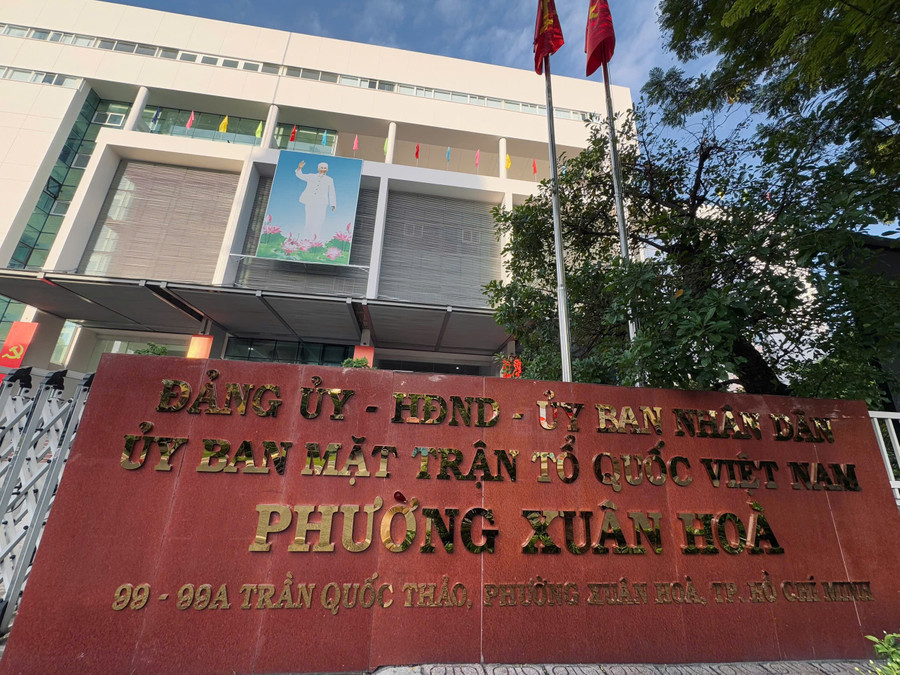 ĐẢNG ỦY - HĐND - ỦY BAN NHÂN DÂN
ỦY BAN MẶT TRẬN TỔ QUỐC VIỆT NAM
PHƯỜNG XUÂN HOÀ
99 - 99A TRẦN QUỐC THẢO, PHƯỜNG XUÂN HOÀ, TP. HỒ CHÍ MINH